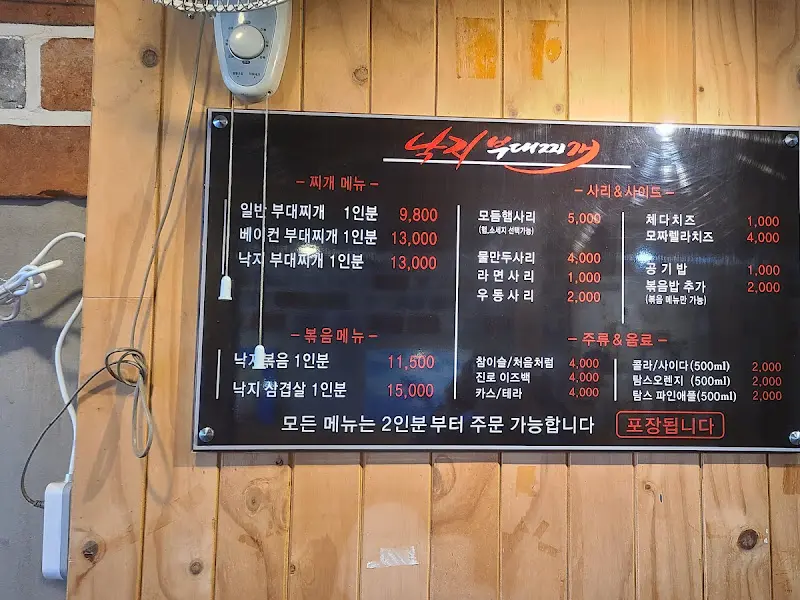 낙지 부대찌개
- 찌개 메뉴 -
일반 부대찌개 1인분 9,800
베이컨 부대찌개 1인분 13,000
낙지 부대찌개 1인분 13,000
- 볶음메뉴 -
낙지볶음 1인분 11,500
낙지 삼겹살 1인분 15,000
- 사리&사이드 -
모듬햄사리 5,000
(햄,소세지 선택가능)
물만두사리 4,000
라면사리 1,000
우동사리 2,000
체다치즈 1,000
모짜렐라치즈 4,000
공기밥 1,000
볶음밥 추가 2,000
(볶음 메뉴만 가능)
- 주류&음료 -
참이슬/처음처럼 4,000
진로 이즈백 4,000
카스/테라 4,000
콜라/사이다(500ml) 2,000
탐스오렌지 (500ml) 2,000
탐스 파인애플(500ml) 2,000
모든 메뉴는 2인분부터 주문 가능합니다 포장됩니다